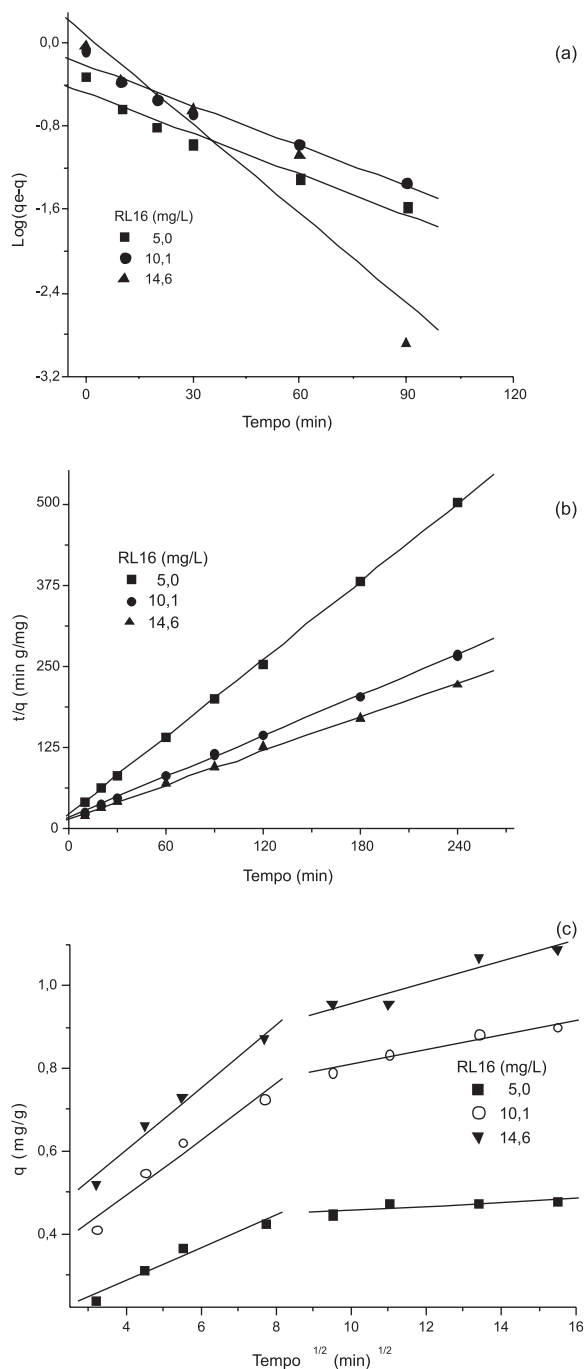 (a)
0,0
-0,8
-1,6
-2,4
-3,2
Log(qe-q)
RL16 (mg/L)
5,0
10,1
14,6
0 30 60 90 120
Tempo (min)
(b)
500
375
250
125
0
t/q (min g/mg)
RL16 (mg/L)
5,0
10,1
14,6
0 60 120 180 240
Tempo (min)
(c)
1,0
0,8
0,6
0,4
q (mg/g)
RL16 (mg/L)
5,0
10,1
14,6
4 6 8 10 12 14 16
Tempo 1/2 (min) 1/2